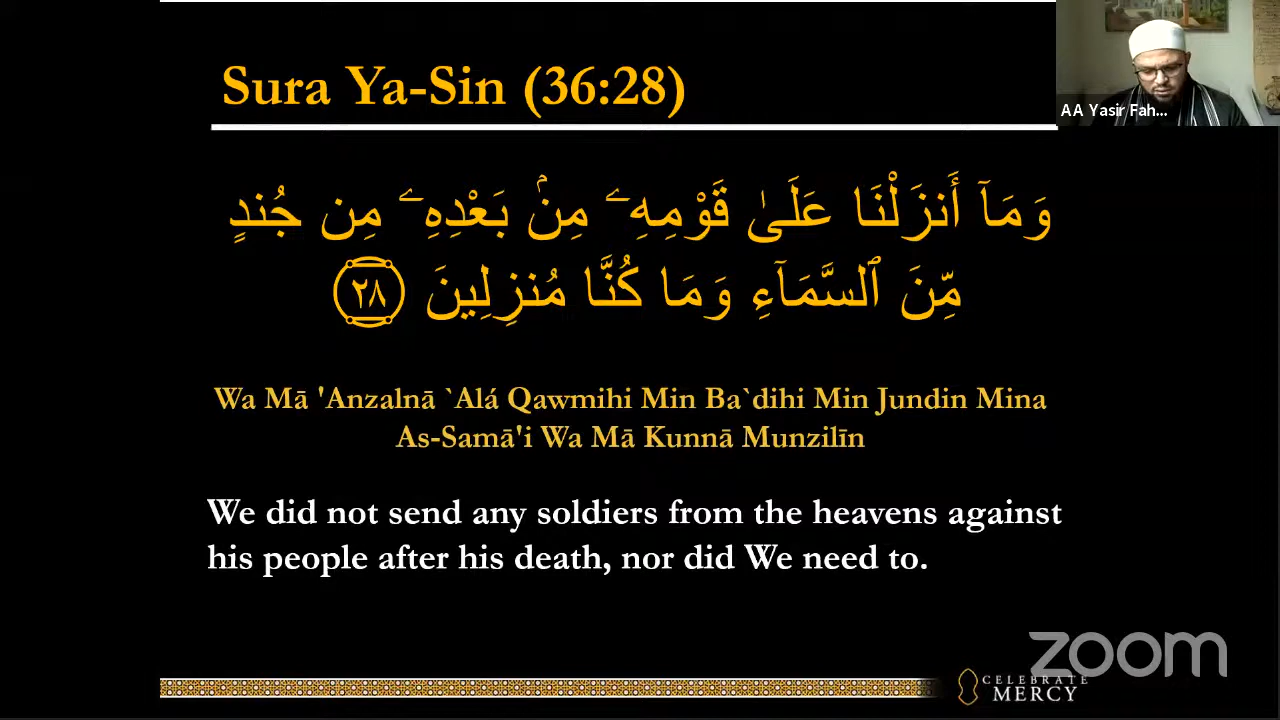 Sura Ya-Sin (36:28)
AA Yasir Fah...
وَمَآ أَنزَلْنَا عَلَىٰ قَوْمِهِۦ مِنۢ بَعْدِهِۦ مِن جُندٍ
مِّنَ ٱلسَّمَآءِ وَمَا كُنَّا مُنزِلِينَ ٢٨
Wa Mā 'Anzalnā `Alá Qawmihi Min Ba`dihi Min Jundin Mina
As-Samā'i Wa Mā Kunnā Munzilīn
We did not send any soldiers from the heavens against
his people after his death, nor did We need to.
zoom
CELEBRATE
MERCY